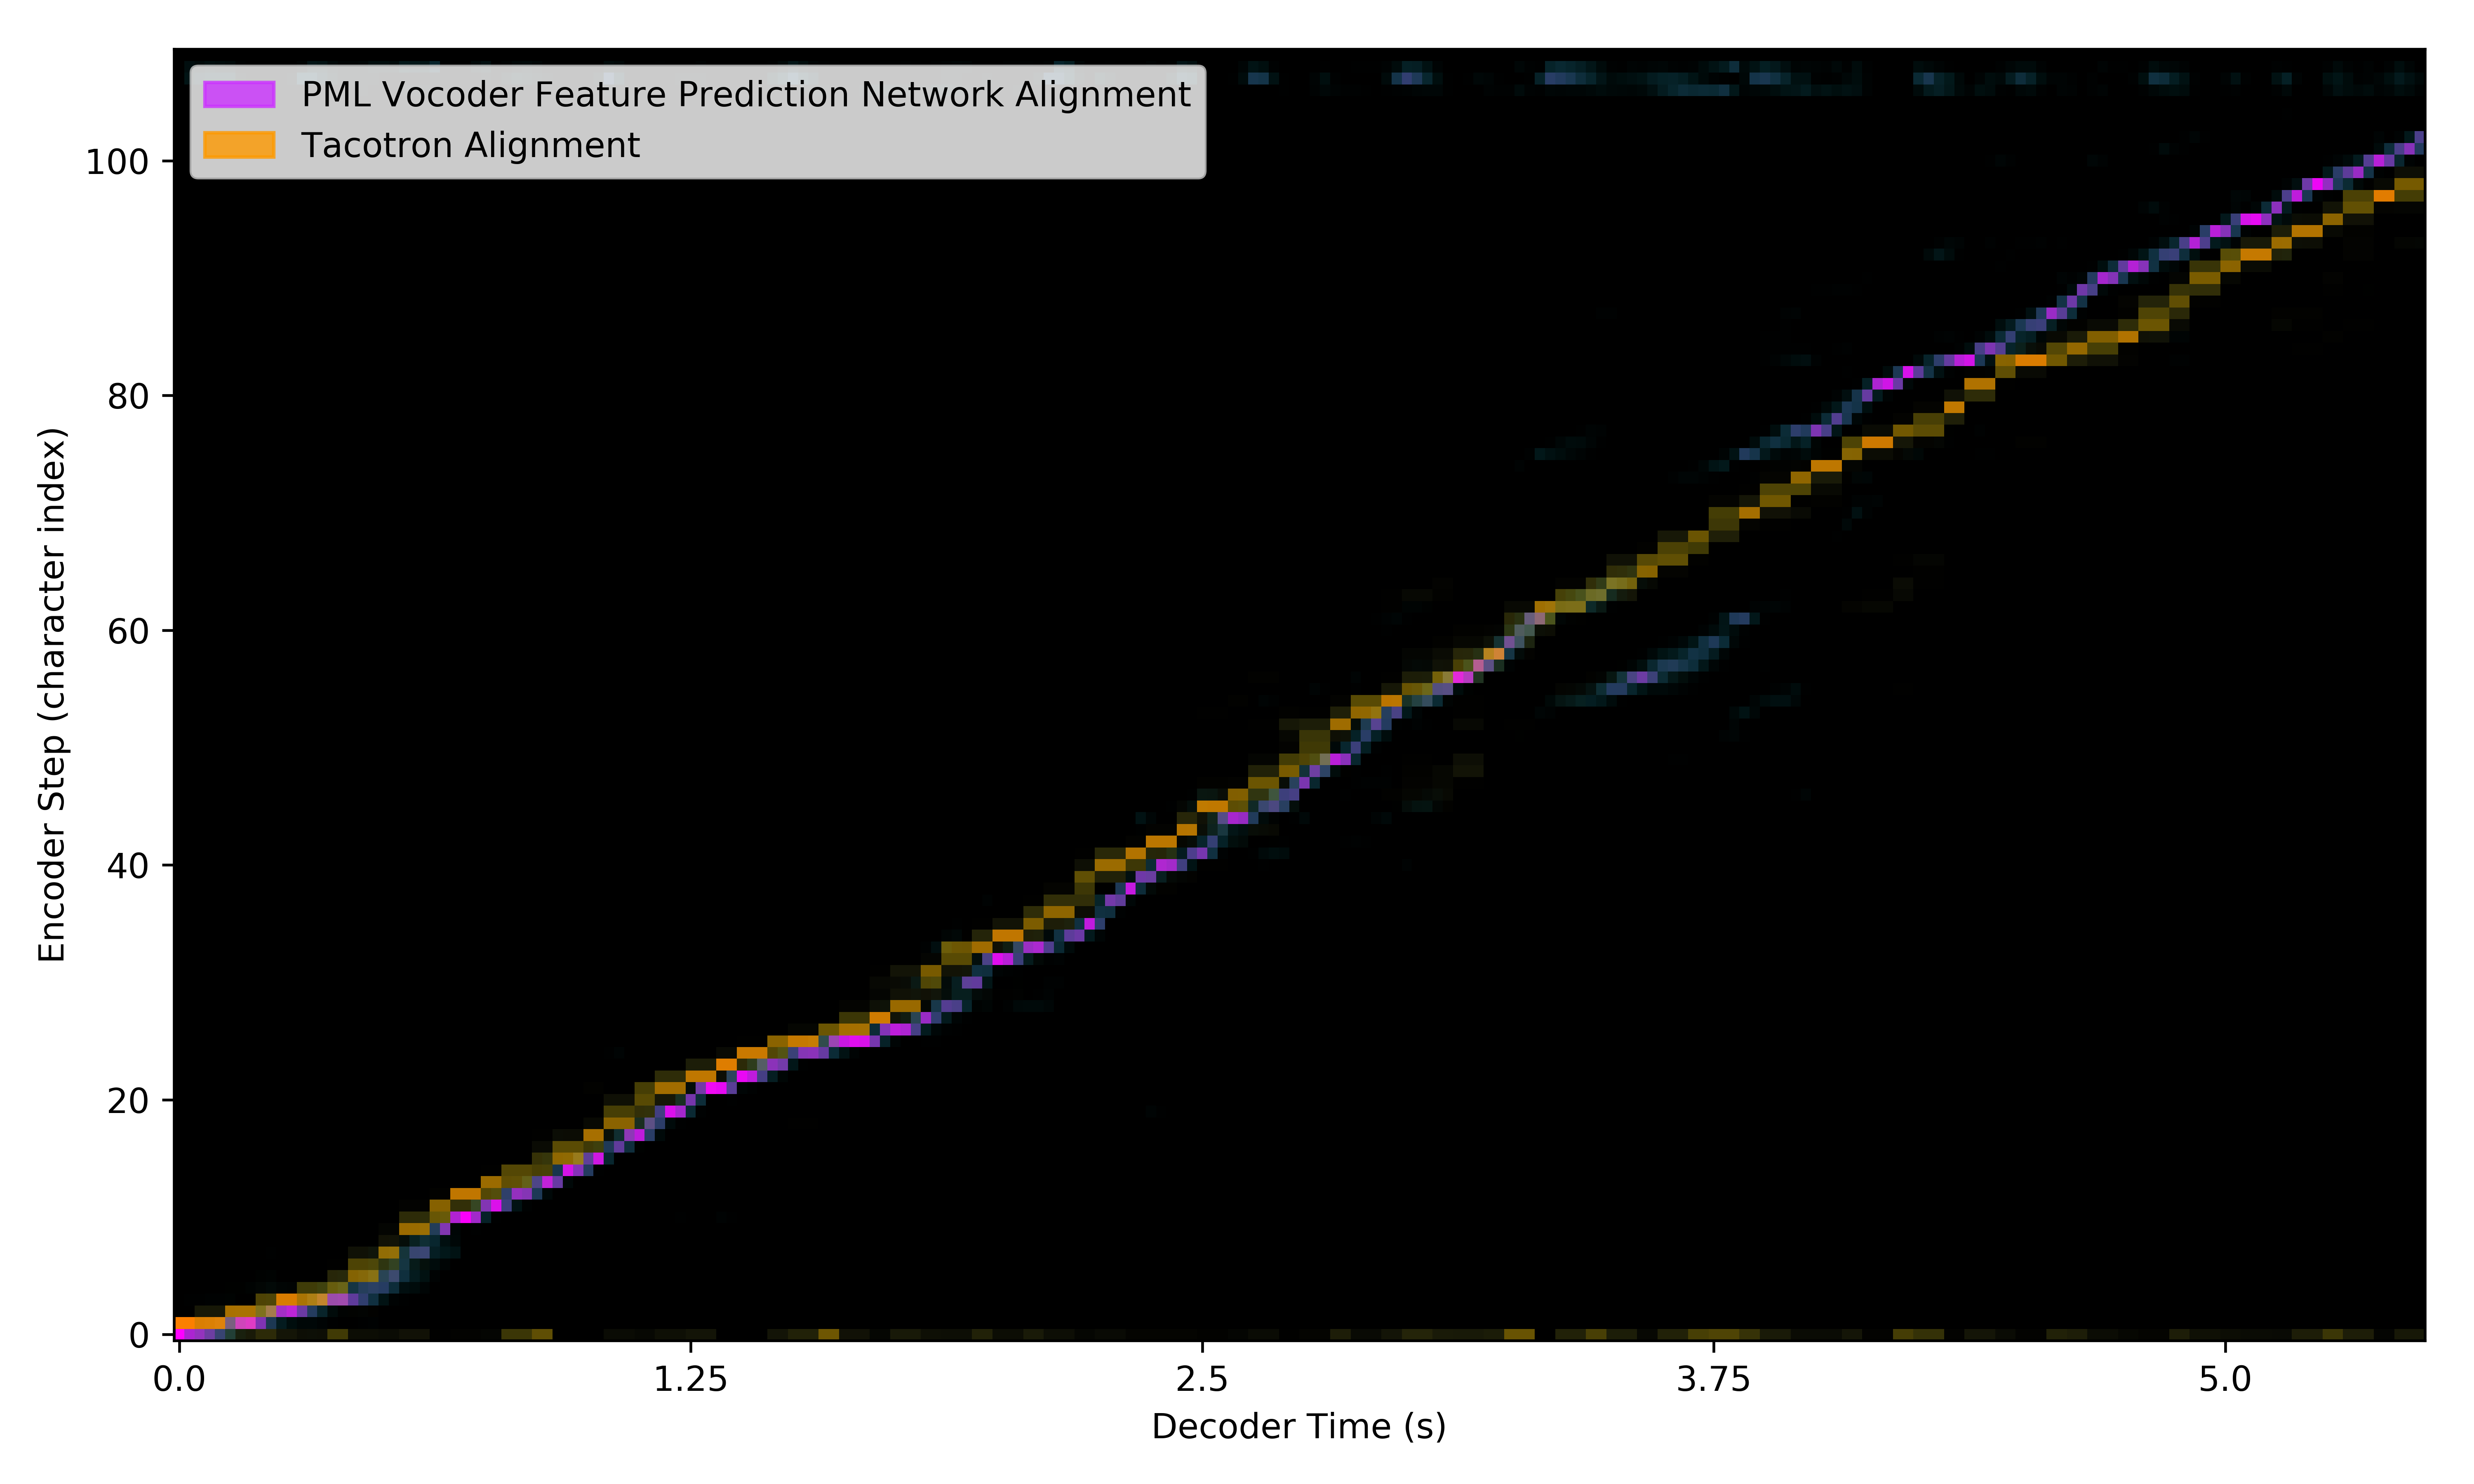 PML Vocoder Feature Prediction Network Alignment
Tacotron Alignment
Encoder Step (character index)
100
80
60
40
20
0
0.0 1.25 2.5 3.75 5.0
Decoder Time (s)